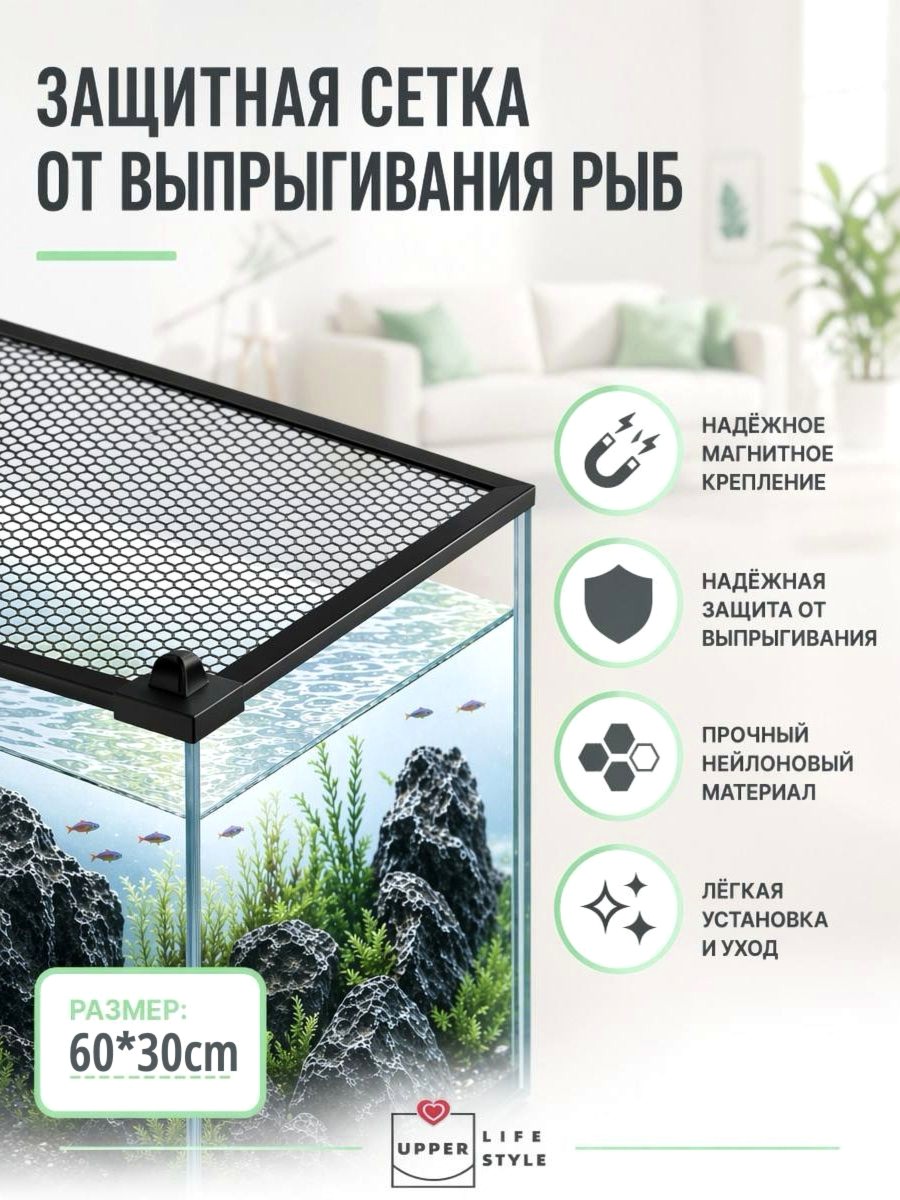 ЗАЩИТНАЯ СЕТКА
ОТ ВЫПРЫГИВАНИЯ РЫБ
НАДЁЖНОЕ
МАГНИТНОЕ
КРЕПЛЕНИЕ
НАДЁЖНАЯ
ЗАЩИТА ОТ
ВЫПРЫГИВАНИЯ
ПРОЧНЫЙ
НЕЙЛОНОВЫЙ
МАТЕРИАЛ
ЛЁГКАЯ
УСТАНОВКА
И УХОД
РАЗМЕР:
60*30cm
UPPER
LIFE
STYLE